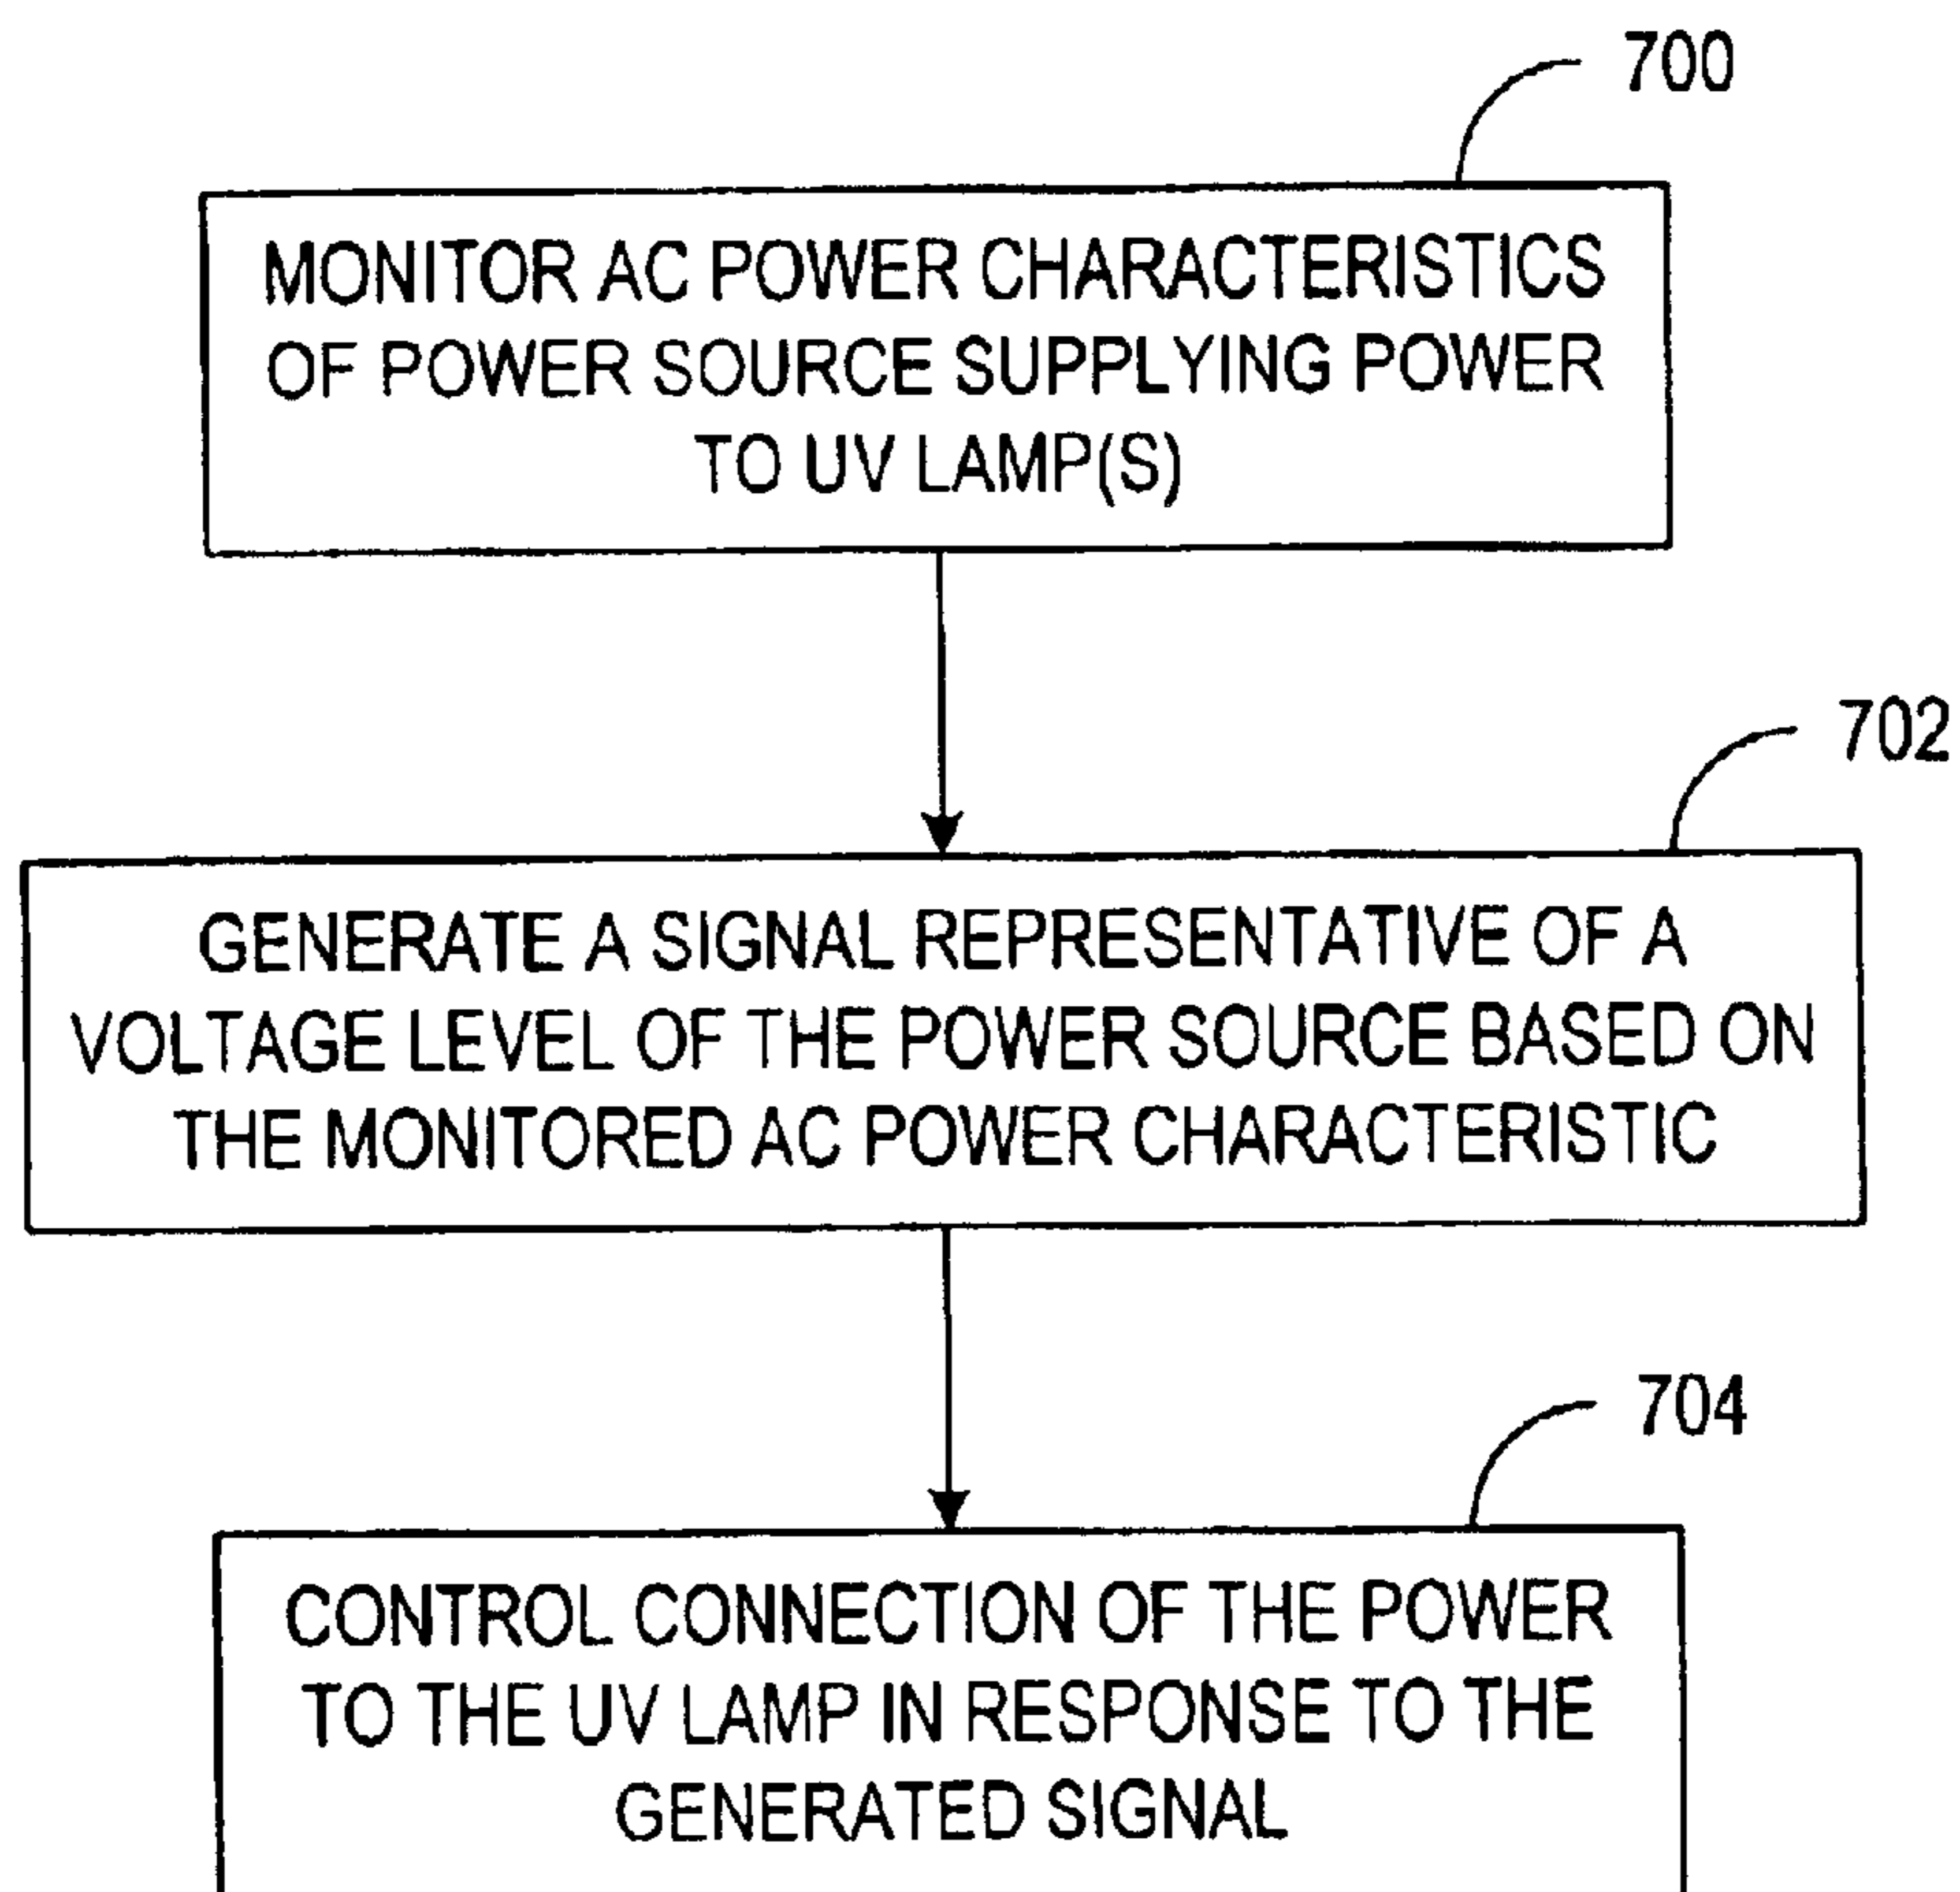 700
MONITOR AC POWER CHARACTERISTICS
OF POWER SOURCE SUPPLYING POWER
TO UV LAMP(S)
702
GENERATE A SIGNAL REPRESENTATIVE OF A
VOLTAGE LEVEL OF THE POWER SOURCE BASED ON
THE MONITORED AC POWER CHARACTERISTIC
704
CONTROL CONNECTION OF THE POWER
TO THE UV LAMP IN RESPONSE TO THE
GENERATED SIGNAL